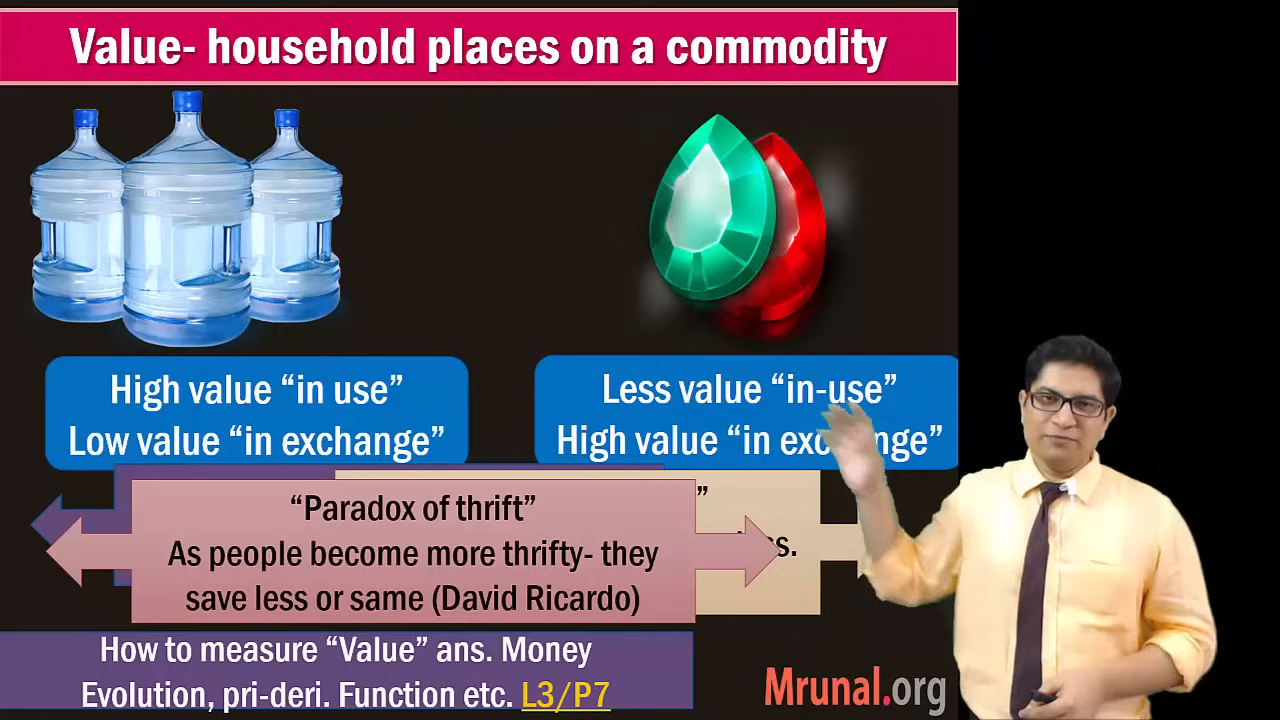 Value- household places on a commodity
High value “in use”
Low value “in exchange”
Less value “in-use”
High value “in exchange”
”
“Paradox of thrift”
As people become more thrifty- they
save less or same (David Ricardo)
How to measure “Value” ans. Money
Evolution, pri-deri. Function etc. L3/P7
Mrunal.org